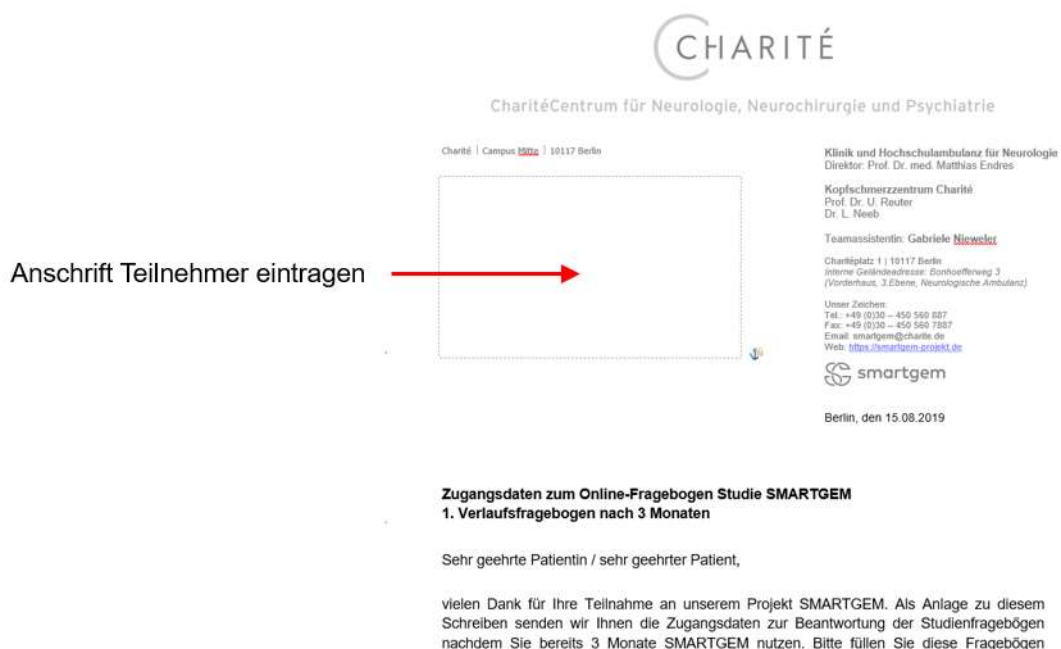 CHARITÉ
CharitéCentrum für Neurologie, Neurochirurgie und Psychiatrie
Charité | Campus Mitte | 10117 Berlin
Klinik und Hochschulambulanz für Neurologie
Direktor: Prof. Dr. med. Matthias Endres
Kopfschmerzzentrum Charité
Prof. Dr. U. Reuter
Dr. L. Neeb
Teamassistentin: Gabriele Nieweler
Anschrift Teilnehmer eintragen
Charitéplatz 1 | 10117 Berlin
Interne Geländeadresse: Bonhoefferweg 3
(Vorderhaus, 3.Ebene, Neurologische Ambulanz)
Unser Zeichen:
Tel.: +49 (0)30 – 450 560 887
Fax: +49 (0)30 – 450 560 7887
Email: smartgem@charite.de
Web: https://smartgem-projekt.de
smartgem
Berlin, den 15.08.2019
Zugangsdaten zum Online-Fragebogen Studie SMARTGEM
1. Verlaufsfragebogen nach 3 Monaten
Sehr geehrte Patientin / sehr geehrter Patient,
vielen Dank für Ihre Teilnahme an unserem Projekt SMARTGEM. Als Anlage zu diesem
Schreiben senden wir Ihnen die Zugangsdaten zur Beantwortung der Studienfragebögen
nachdem Sie bereits 3 Monate SMARTGEM nutzen. Bitte füllen Sie diese Fragebögen